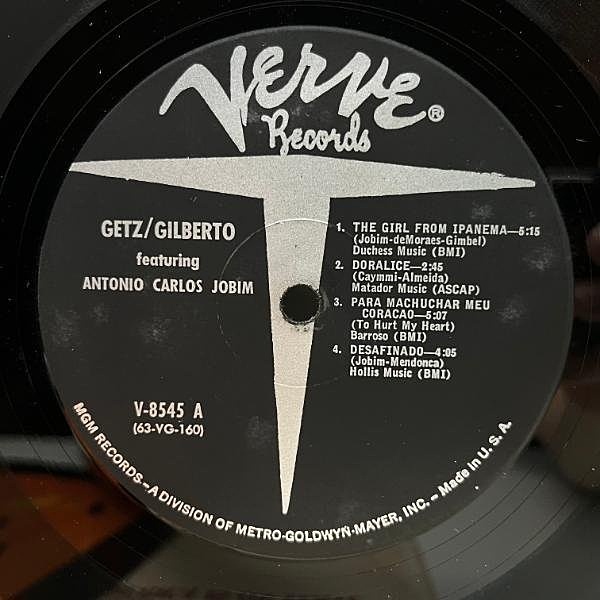 VERVE®
Records
GETZ/GILBERTO
featuring
ANTONIO CARLOS JOBIM
1. THE GIRL FROM IPANEMA—5:15
(Jobim-deMoraes-Gimbel)
Duchess Music (BMI)
2. DORALICE—2:45
(Caymmi-Almeida)
Matador Music (ASCAP)
3. PARA MACHUCHAR MEU
CORACAO—5:07
(To Hurt My Heart)
Barroso (BMI)
4. DESAFINADO—4:05
(Jobim-Mendonca)
Hollis Music (BMI)
V-8545 A
(63-VG-160)
MGM RECORDS—A DIVISION OF METRO-GOLDWYN-MAYER, INC.—Made in U. S. A.